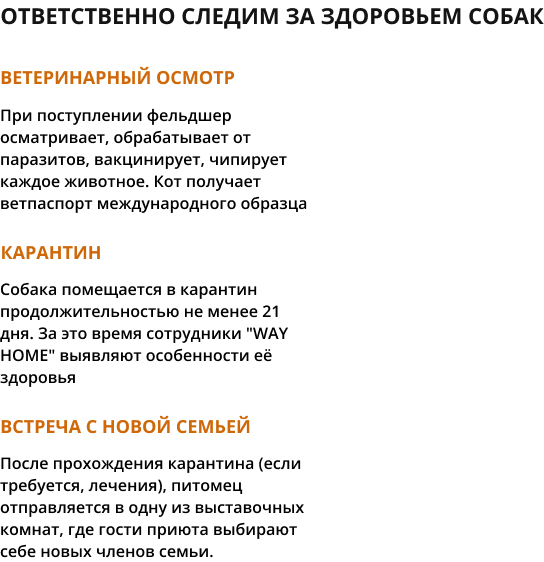 ОТВЕТСТВЕННО СЛЕДИМ ЗА ЗДОРОВЬЕМ СОБАК
ВЕТЕРИНАРНЫЙ ОСМОТР
При поступлении фельдшер
осматривает, обрабатывает от
паразитов, вакцинирует, чипирует
каждое животное. Кот получает
ветпаспорт международного образца
КАРАНТИН
Собака помещается в карантин
продолжительностью не менее 21
дня. За это время сотрудники "WAY
HOME" выявляют особенности её
здоровья
ВСТРЕЧА С НОВОЙ СЕМЬЕЙ
После прохождения карантина (если
требуется, лечения), питомец
отправляется в одну из выставочных
комнат, где гости приюта выбирают
себе новых членов семьи.